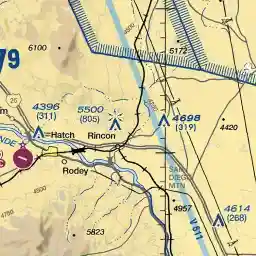 6100
5172
79
25
4396
(311)
5500
(805)
4698
(319)
4420
Hatch
Rincon
Rodey
SAN DIEGO
MTN
4957
V 611
4614
(268)
5823